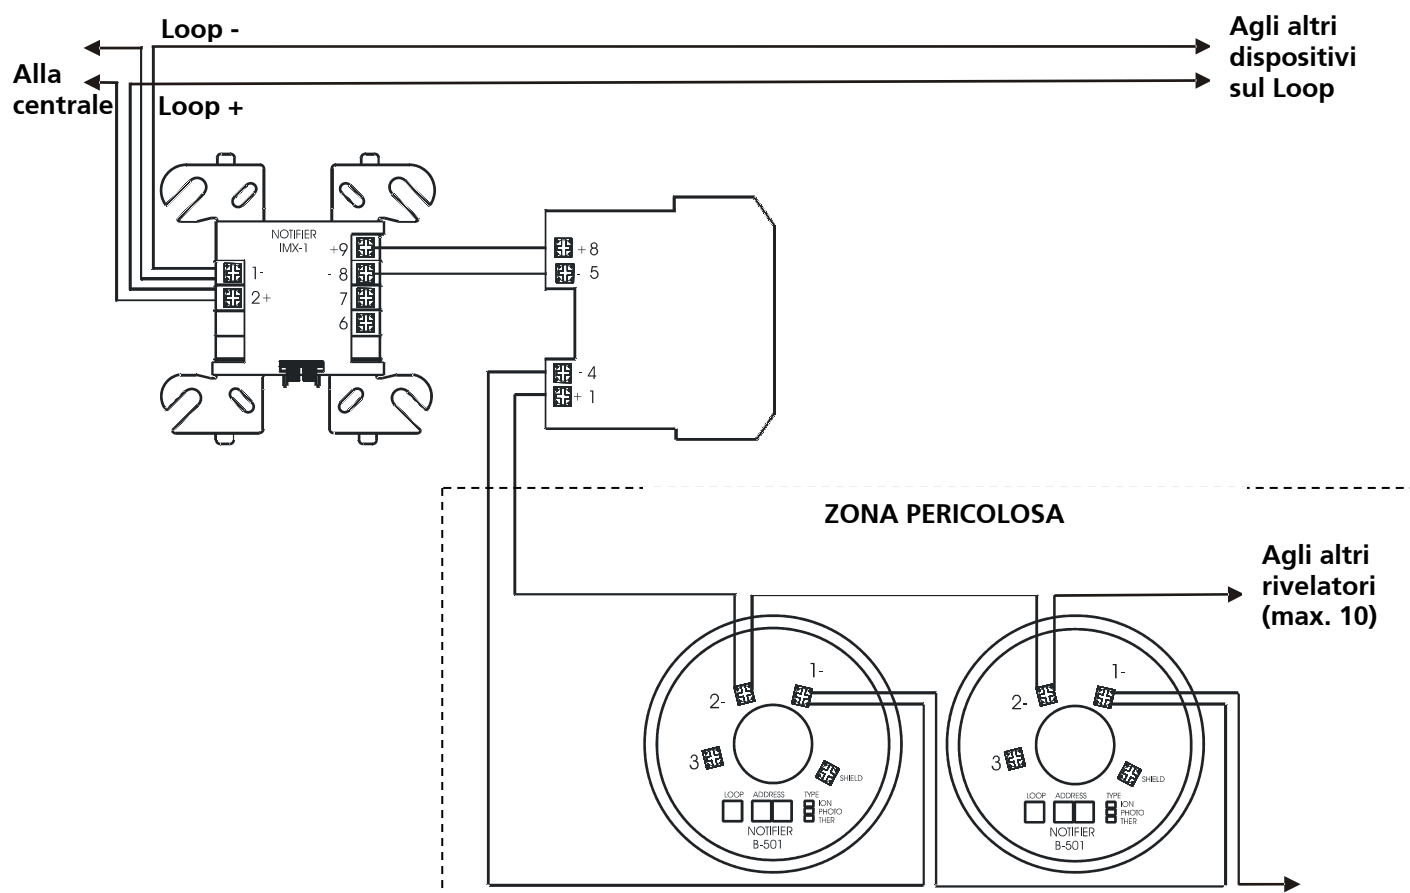 Loop -
Agli altri
dispositivi
sul Loop
Alla
centrale
Loop +
NOTIFIER
IMX-1
+9
- 8
7
6
1-
2+
+ 8
- 5
- 4
+ 1
ZONA PERICOLOSA
Agli altri
rivelatori
(max. 10)
1-
2-
3
SHIELD
LOOP ADDRESS TYPE
ION
PHOTO
THER
NOTIFIER
B-501
1-
2-
3
SHIELD
LOOP ADDRESS TYPE
ION
PHOTO
THER
NOTIFIER
B-501